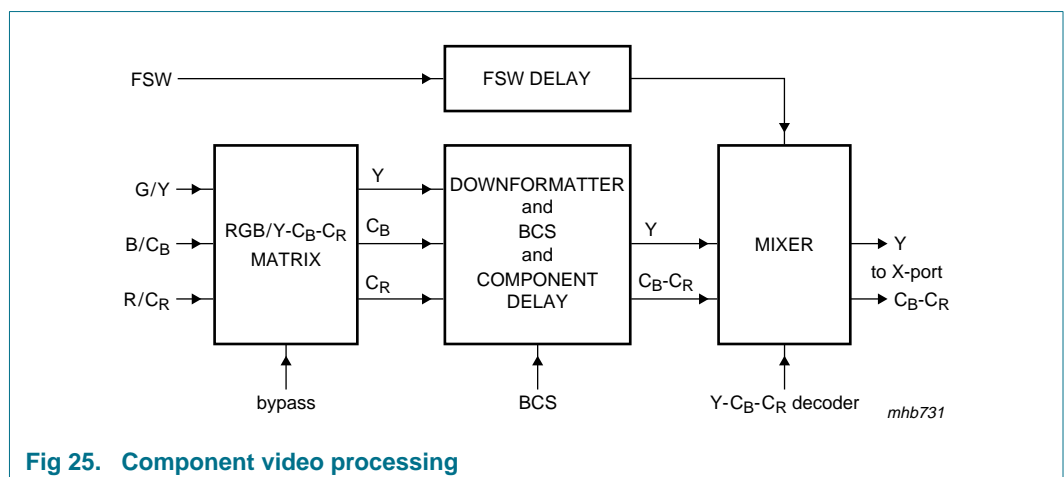 FSW
FSW DELAY
G/Y
B/CB
R/CR
RGB/Y-CB-CR
MATRIX
Y
CB
CR
DOWNFORMATTER
and
BCS
and
COMPONENT
DELAY
Y
CB-CR
MIXER
Y
to X-port
CB-CR
bypass
BCS
Y-CB-CR decoder
mhb731
Fig 25. Component video processing